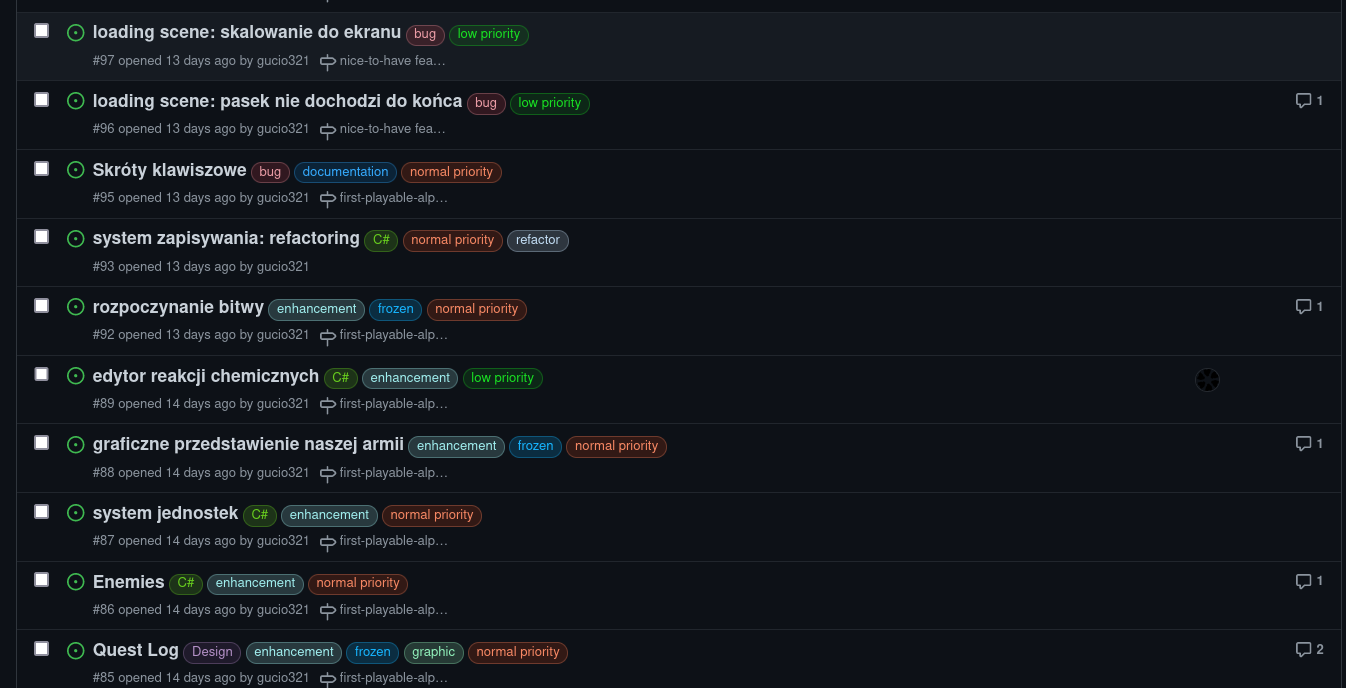 loading scene: skalowanie do ekranu bug low priority
#97 opened 13 days ago by gucio321 nice-to-have fea…
loading scene: pasek nie dochodzi do końca bug low priority 1
#96 opened 13 days ago by gucio321 nice-to-have fea…
Skróty klawiszowe bug documentation normal priority
#95 opened 13 days ago by gucio321 first-playable-alp…
system zapisywania: refactoring C# normal priority refactor
#93 opened 13 days ago by gucio321
rozpoczynanie bitwy enhancement frozen normal priority 1
#92 opened 13 days ago by gucio321 first-playable-alp…
edytor reakcji chemicznych C# enhancement low priority
#89 opened 14 days ago by gucio321 first-playable-alp…
graficzne przedstawienie naszej armii enhancement frozen normal priority 1
#88 opened 14 days ago by gucio321 first-playable-alp…
system jednostek C# enhancement normal priority
#87 opened 14 days ago by gucio321 first-playable-alp…
Enemies C# enhancement normal priority 1
#86 opened 14 days ago by gucio321 first-playable-alp…
Quest Log Design enhancement frozen graphic normal priority 2
#85 opened 14 days ago by gucio321 first-playable-alp…